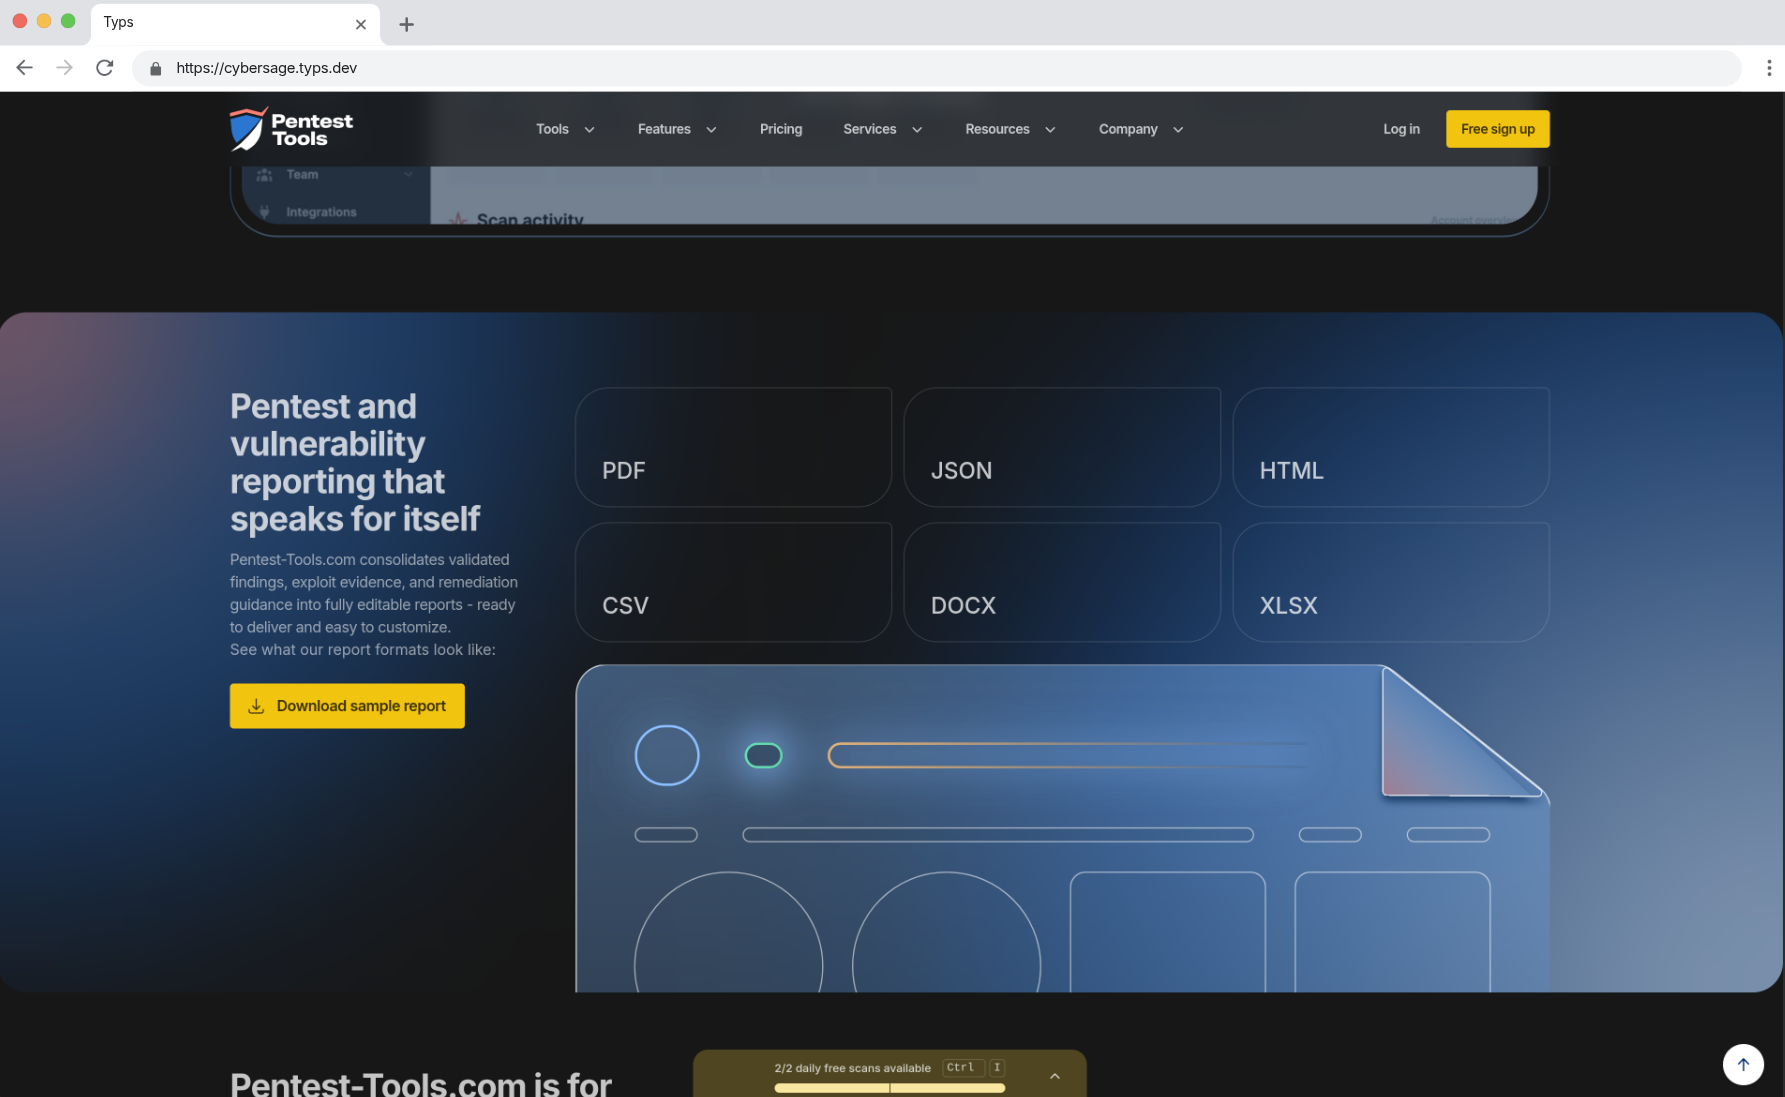 Typs
https://cybersage.typs.dev
Pentest
Tools
Tools
Features
Pricing
Services
Resources
Company
Log in
Free sign up
Team
Integrations
Scan activity
Account overview
Pentest and
vulnerability
reporting that
speaks for itself
Pentest-Tools.com consolidates validated
findings, exploit evidence, and remediation
guidance into fully editable reports - ready
to deliver and easy to customize.
See what our report formats look like:
Download sample report
PDF
JSON
HTML
CSV
DOCX
XLSX
Pentest-Tools.com is for
2/2 daily free scans available Ctrl I